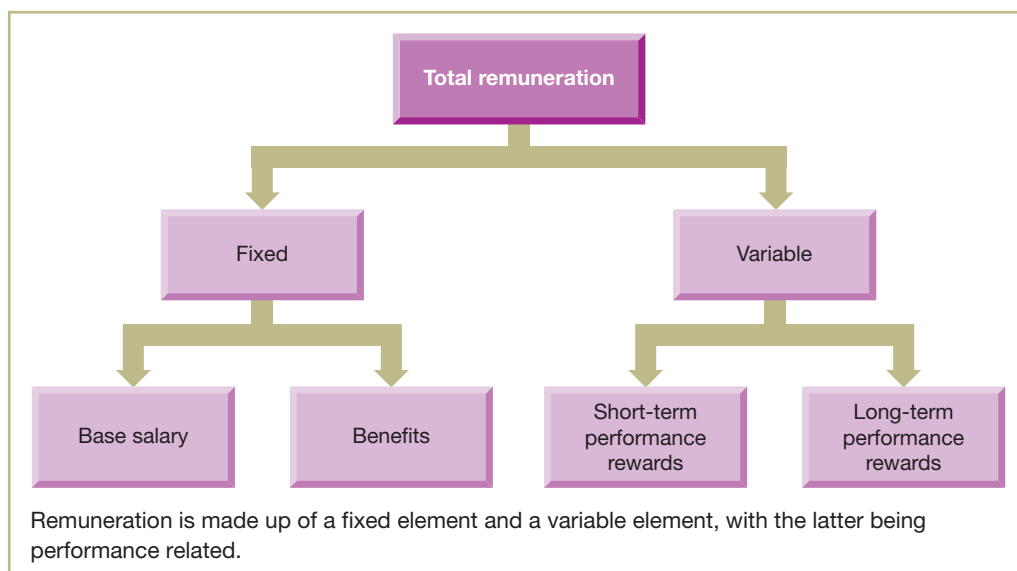 Total remuneration
Fixed
Variable
Base salary
Benefits
Short-term
performance
rewards
Long-term
performance
rewards
Remuneration is made up of a fixed element and a variable element, with the latter being
performance related.